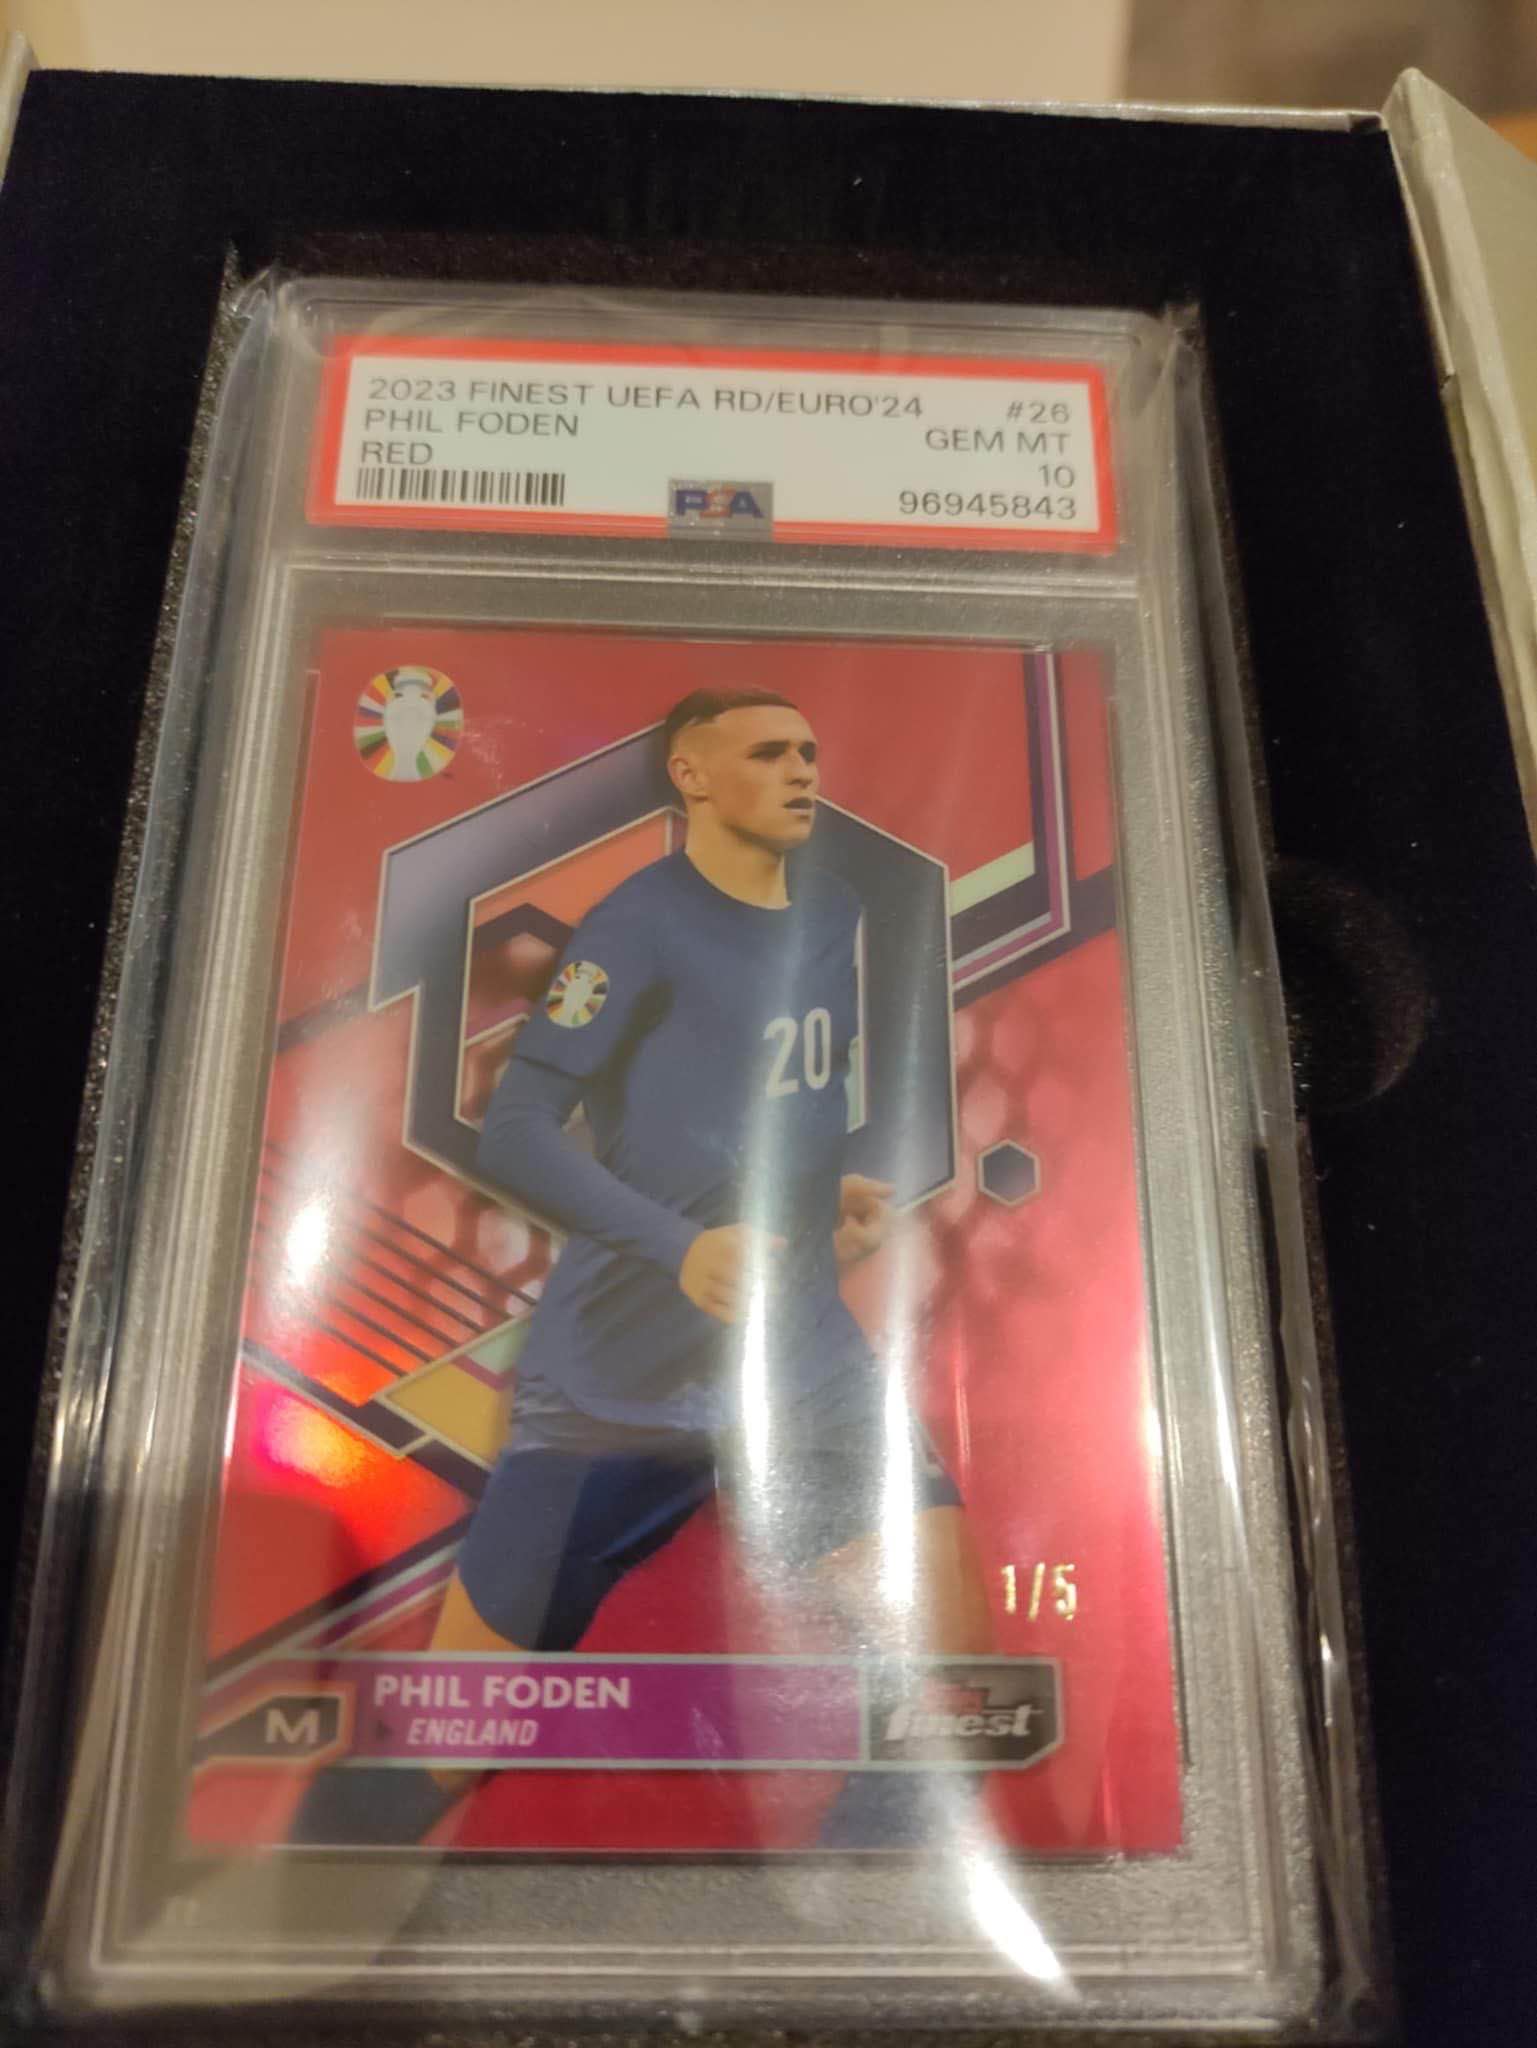 2023 FINEST UEFA RD/EURO'24 #26
PHIL FODEN GEM MT
RED 10
PSA 96945843
20
1/5
PHIL FODEN
M ENGLAND
finest